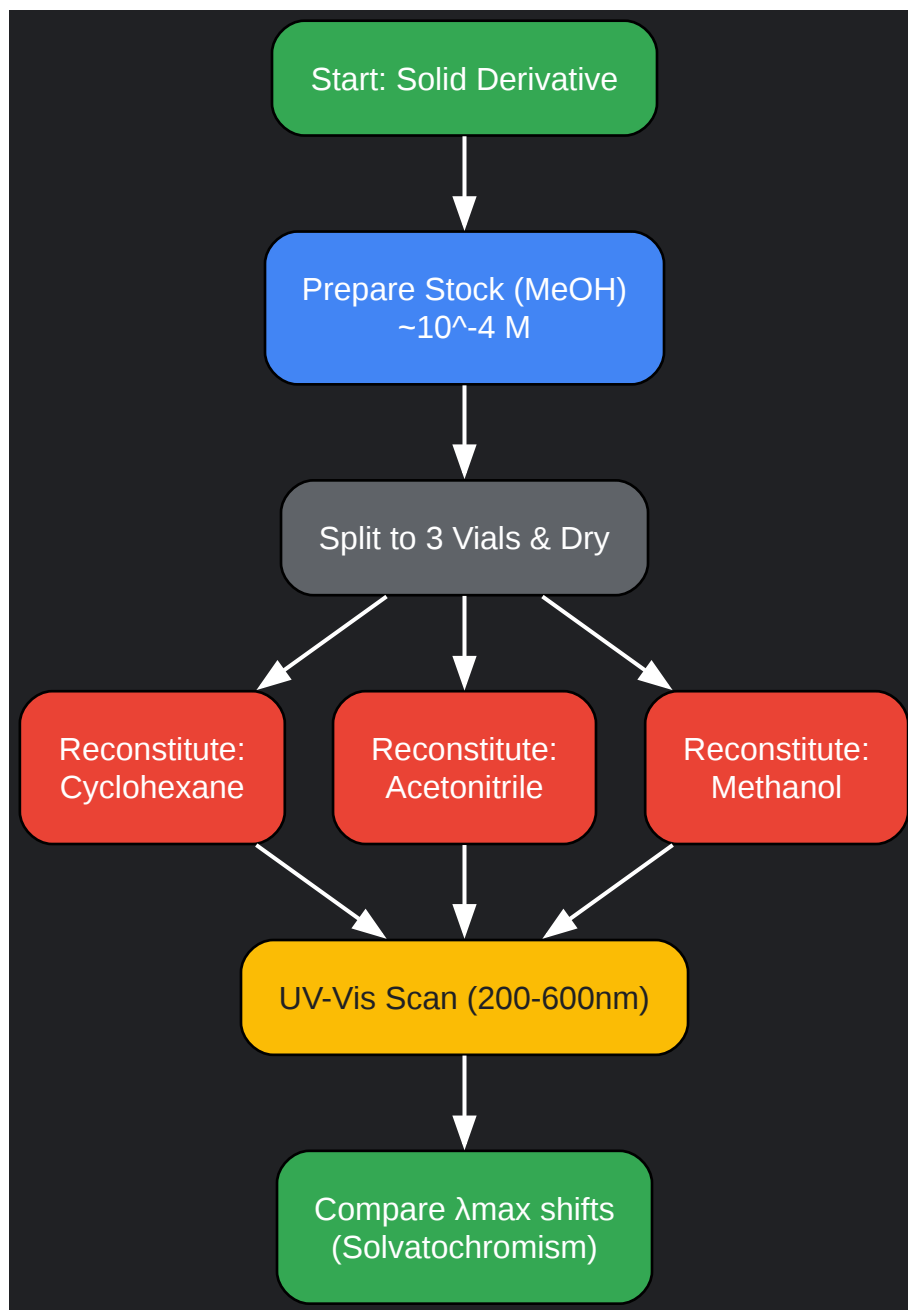 Start: Solid Derivative
Prepare Stock (MeOH)
~10^-4 M
Split to 3 Vials & Dry
Reconstitute:
Cyclohexane
Reconstitute:
Acetonitrile
Reconstitute:
Methanol
UV-Vis Scan (200-600nm)
Compare λmax shifts
(Solvatochromism)